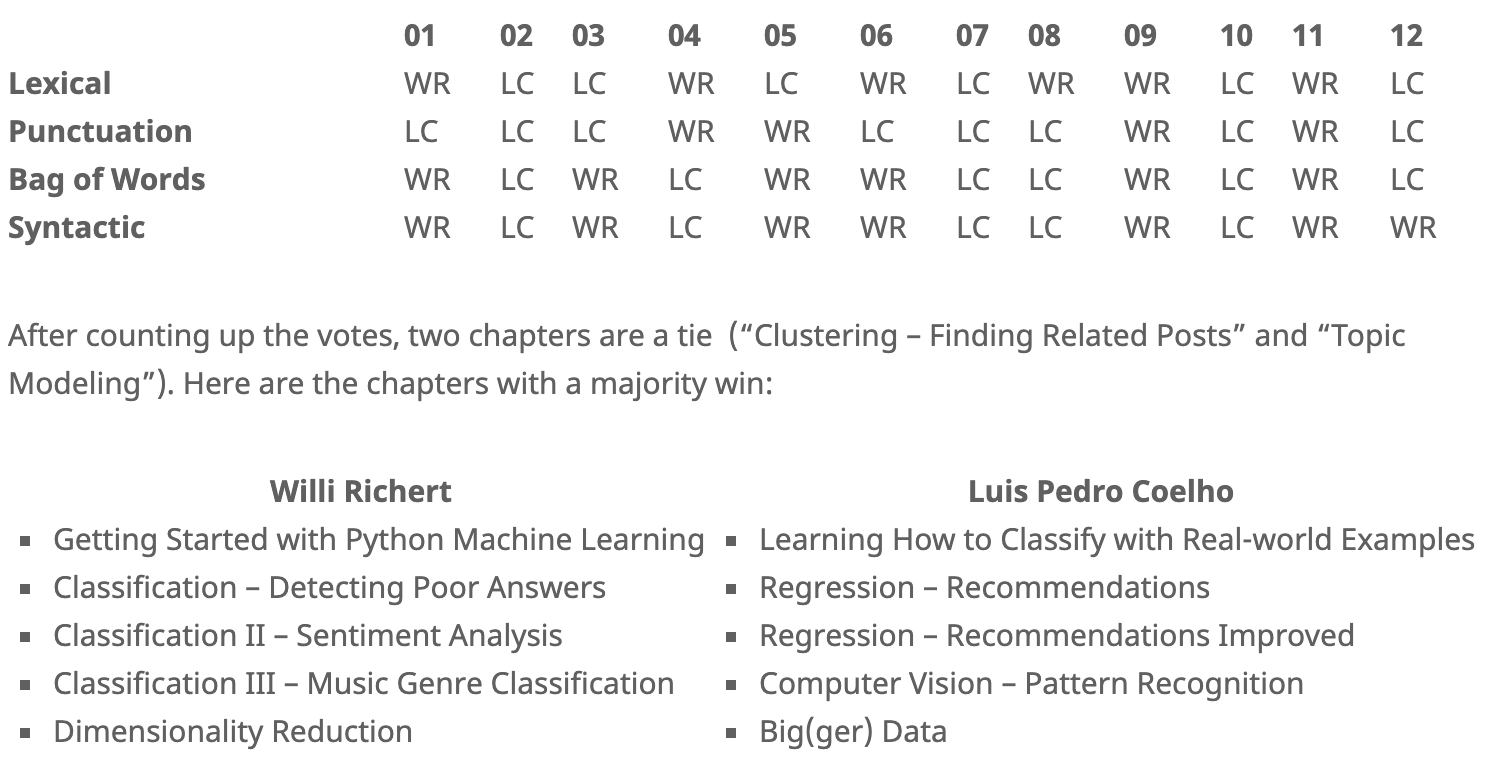 01 02 03 04 05 06 07 08 09 10 11 12
Lexical WR LC LC WR LC WR LC WR WR LC WR LC
Punctuation LC LC LC WR WR LC LC LC WR LC WR LC
Bag of Words WR LC WR LC WR WR LC LC WR LC WR LC
Syntactic WR LC WR LC WR WR LC LC WR LC WR WR
After counting up the votes, two chapters are a tie (“Clustering – Finding Related Posts” and “Topic
Modeling”). Here are the chapters with a majority win:
Willi Richert Luis Pedro Coelho
▪ Getting Started with Python Machine Learning ▪ Learning How to Classify with Real-world Examples
▪ Classification – Detecting Poor Answers ▪ Regression – Recommendations
▪ Classification II – Sentiment Analysis ▪ Regression – Recommendations Improved
▪ Classification III – Music Genre Classification ▪ Computer Vision – Pattern Recognition
▪ Dimensionality Reduction ▪ Big(ger) Data